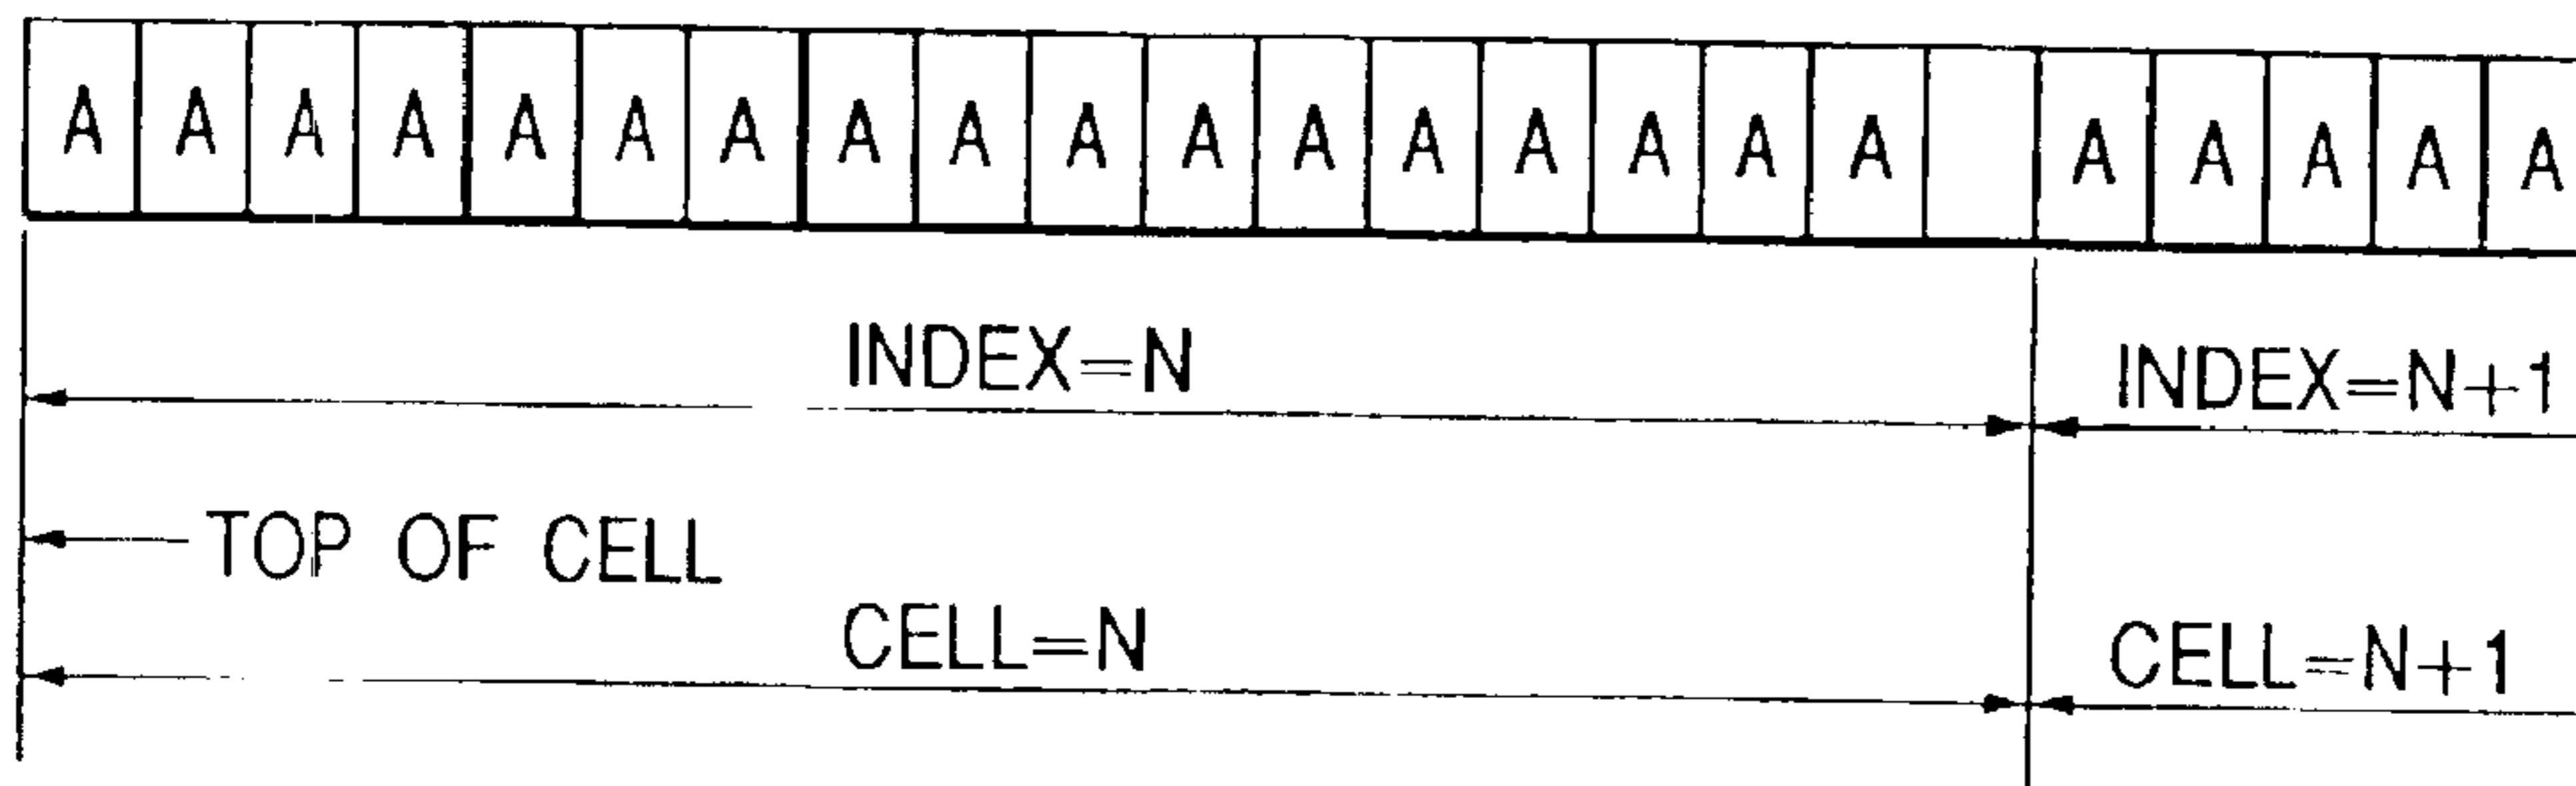 A A A A A A A A A A A A A A A A A A A A A A
INDEX=N INDEX=N+1
TOP OF CELL
CELL=N CELL=N+1